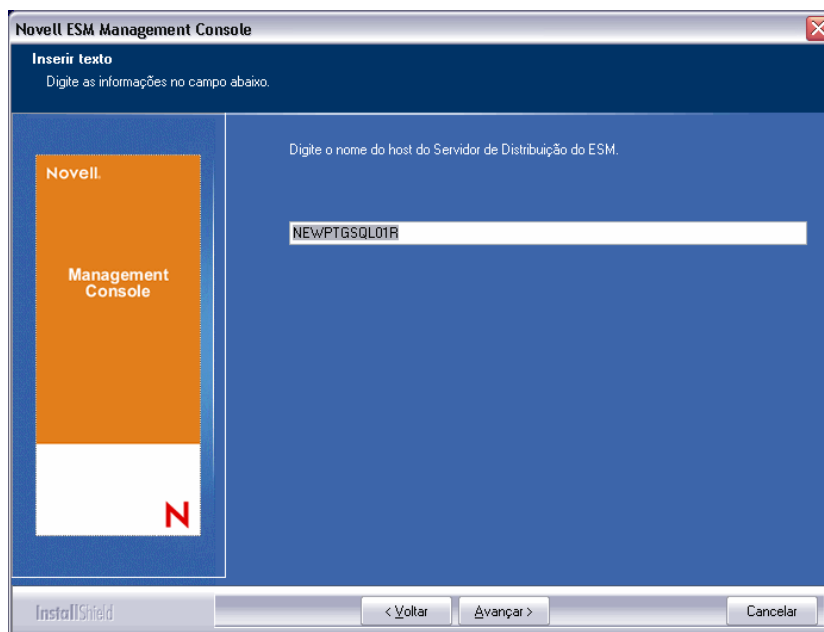 Novell ESM Management Console
Inserir texto
Digite as informações no campo abaixo.
Novell.
Management
Console
N
Digite o nome do host do Servidor de Distribuição do ESM.
NEWPTGSQL01R
InstallShield
< Voltar
Avançar >
Cancelar